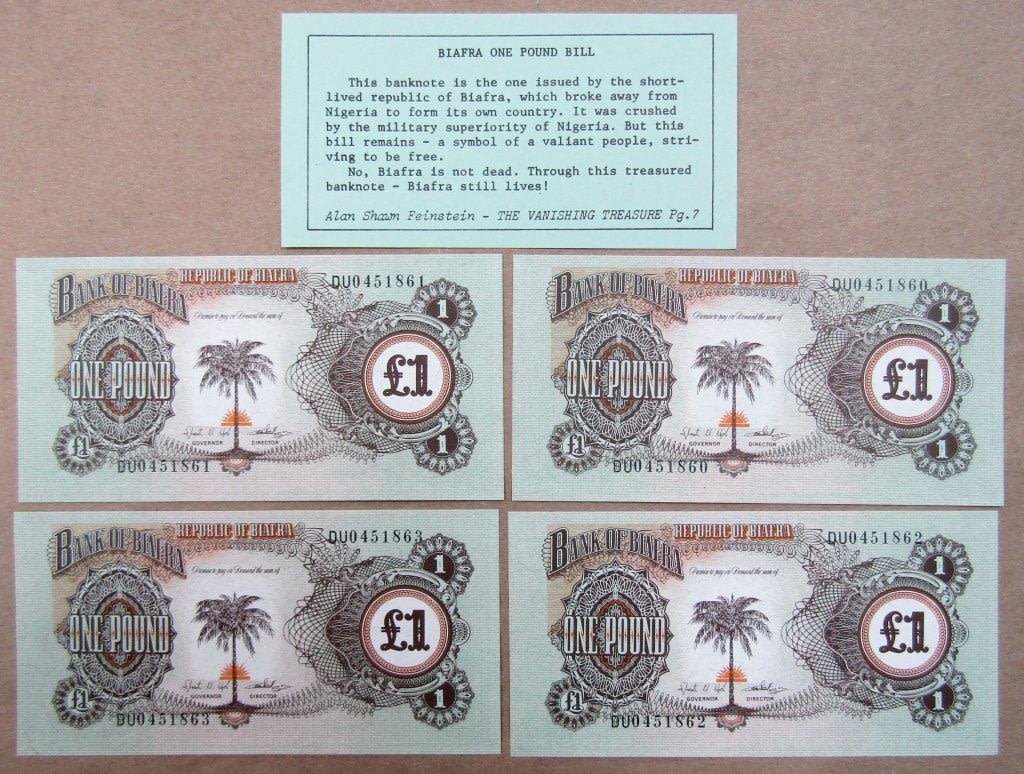 BIAFRA ONE POUND BILL
This banknote is the one issued by the short-
lived republic of Biafra, which broke away from
Nigeria to form its own country. It was crushed
by the military superiority of Nigeria. But this
bill remains - a symbol of a valiant people, stri-
ving to be free.
No, Biafra is not dead. Through this treasured
banknote - Biafra still lives!
Alan Shawn Feinstein - THE VANISHING TREASURE Pg.7
BANK OF BIAFRA REPUBLIC OF BIAFRA DU0451861
1
Promise to pay on Demand the sum of
ONE POUND £1
£1 GOVERNOR DIRECTOR 1
DU0451861
BANK OF BIAFRA REPUBLIC OF BIAFRA DU0451860
1
Promise to pay on Demand the sum of
ONE POUND £1
£1 GOVERNOR DIRECTOR 1
DU0451860
BANK OF BIAFRA REPUBLIC OF BIAFRA DU0451863
1
Promise to pay on Demand the sum of
ONE POUND £1
£1 GOVERNOR DIRECTOR 1
DU0451863
BANK OF BIAFRA REPUBLIC OF BIAFRA DU0451862
1
Promise to pay on Demand the sum of
ONE POUND £1
£1 GOVERNOR DIRECTOR 1
DU0451862